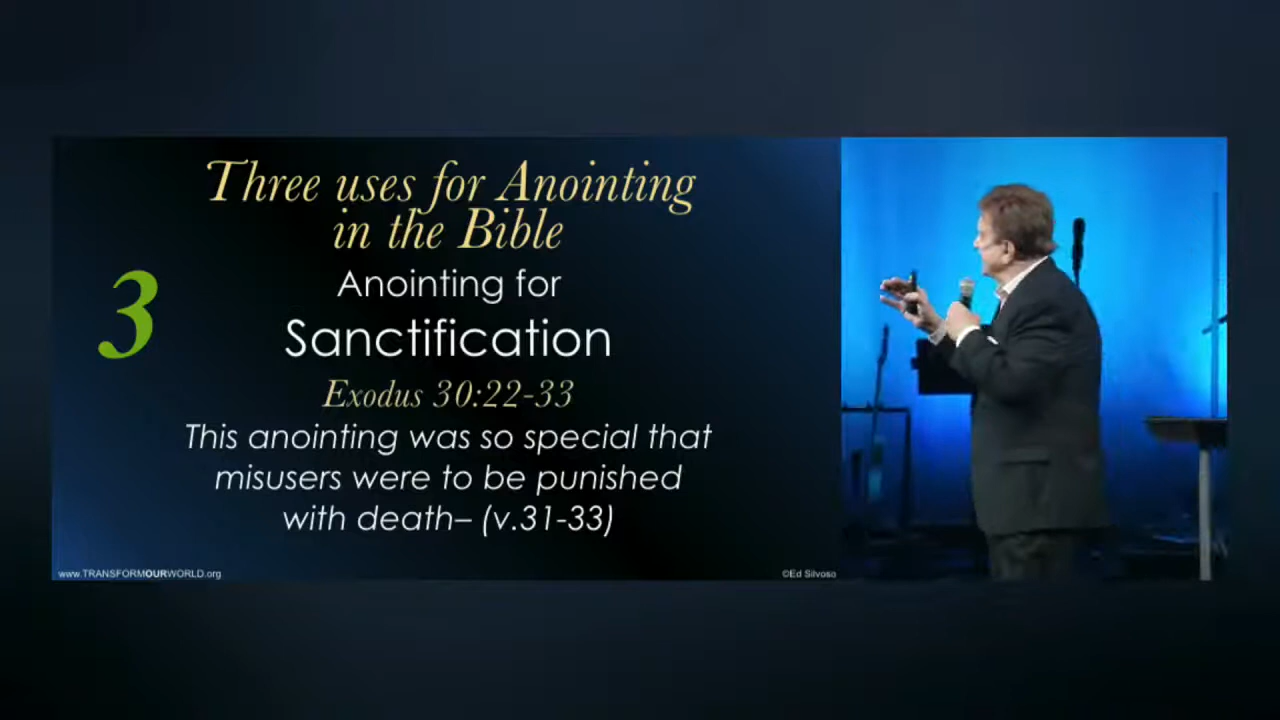 Three uses for Anointing
in the Bible
3
Anointing for
Sanctification
Exodus 30:22-33
This anointing was so special that
misusers were to be punished
with death– (v.31-33)
www.TRANSFORMOURWORLD.org
©Ed Silvoso